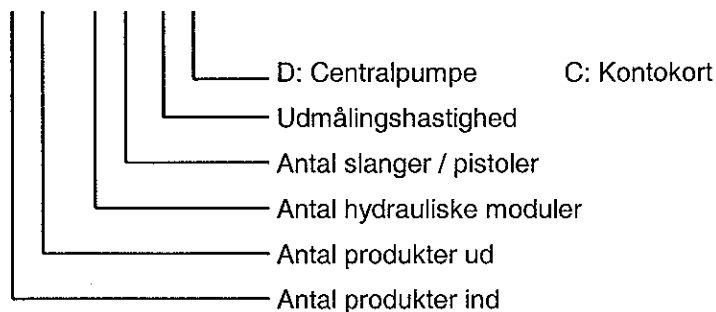 D: Centralpumpe C: Kontokort
Udmålingshastighed
Antal slanger / pistoler
Antal hydrauliske moduler
Antal produkter ud
Antal produkter ind